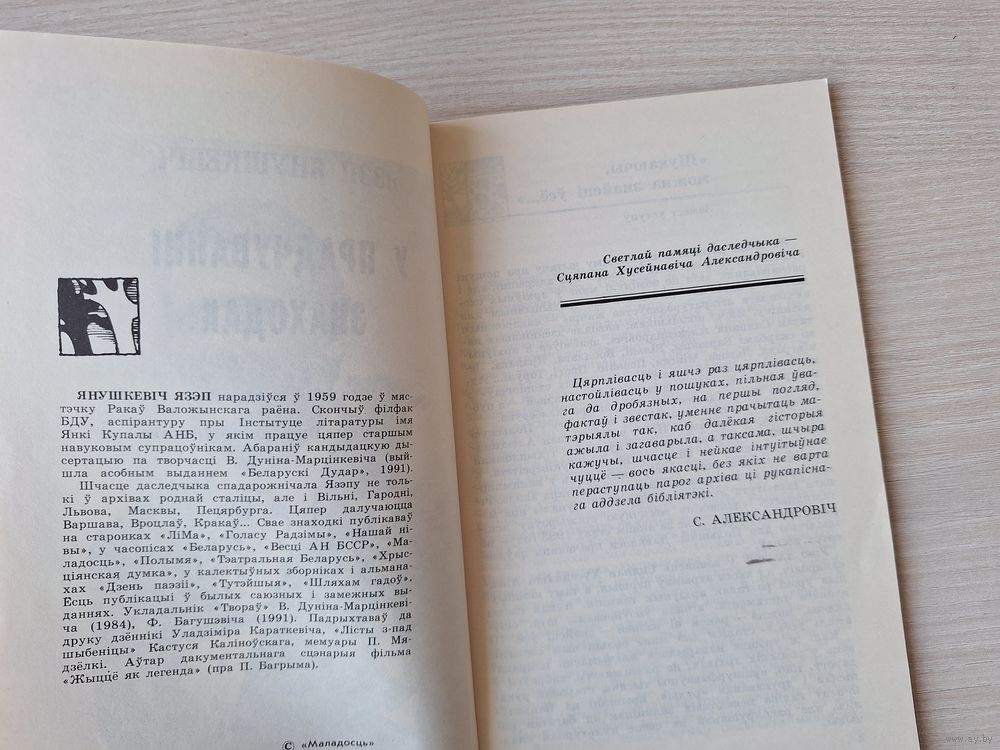 ЯНУШКЕВІЧ ЯЗЭП нарадзіўся ў 1959 годзе ў мяс-
тэчку Ракаў Валожынскага раёна. Скончыў філфак
БДУ, аспірантуру пры Інстытуце літаратуры імя
Янкі Купалы АНБ, у якім працуе цяпер старшым
навуковым супрацоўнікам. Абараніў кандыдацкую ды-
сертацыю па творчасці В. Дуніна-Марцінкевіча (вый-
шла асобным выданнем «Беларускі Дудар», 1991).
Шчасце даследчыка спадарожнічала Язэпу не толь-
кі ў архівах роднай сталіцы, але і Вільні, Гародні,
Львова, Масквы, Пецярбурга. Цяпер далучаюцца
Варшава, Вроцлаў, Кракаў... Свае знаходкі публікаваў
на старонках «ЛіМа», «Голасу Радзімы», «Нашай ні-
вы», у часопісах «Беларусь», «Весці АН БССР», «Ма-
ладосць», «Полымя», «Тэатральная Беларусь», «Хрыс-
ціянская думка», у калектыўных зборніках і альмана-
хах «Дзень паэзіі», «Тутэйшыя», «Шляхам гадоў».
Ёсць публікацыі ў былых саюзных і замежных вы-
даннях. Укладальнік «Твораў» В. Дуніна-Марцінкеві-
ча (1984), Ф. Багушэвіча (1991). Падрыхтаваў да
друку дзённікі Уладзіміра Караткевіча, «Лісты з-пад
шыбеніцы» Кастуся Каліноўскага, мемуары П. Мя-
дзёлкі. Аўтар дакументальнага сцэнарыя фільма
«Жыццё як легенда» (пра П. Багрыма).
© «Маладосць»
Светлай памяці даследчыка —
Сцяпана Хусейнавіча Александровіча
Цярплівасць і яшчэ раз цярплівасць,
настойлівасць у пошуках, пільная ўва-
га да дробязных, на першы погляд,
фактаў і звестак, уменне прачытаць ма-
тэрыялы так, каб далёкая гісторыя
ажыла і загаварыла, а таксама, шчыра
кажучы, шчасце і нейкае інтуітыўнае
чуццё — вось якасці, без якіх не варта
пераступаць парог архіва ці рукапісна-
га аддзела бібліятэкі.
С. АЛЕКСАНДРОВІЧ
www.ay.by